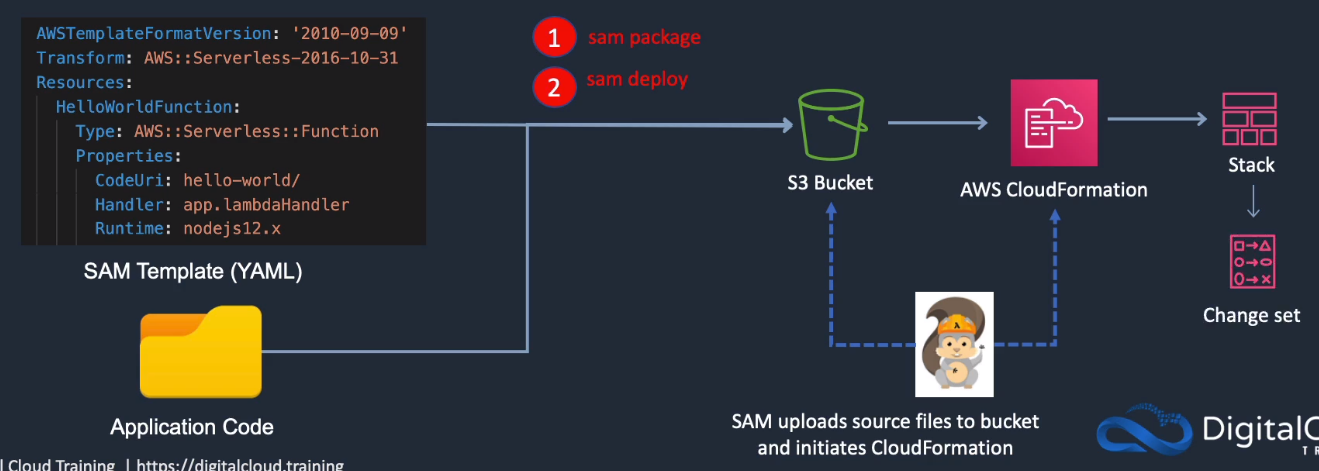 AWSTemplateFormatVersion: '2010-09-09'
Transform: AWS::Serverless-2016-10-31
Resources:
HelloWorldFunction:
Type: AWS::Serverless::Function
Properties:
CodeUri: hello-world/
Handler: app.lambdaHandler
Runtime: nodejs12.x
SAM Template (YAML)
Application Code
1 sam package
2 sam deploy
S3 Bucket
AWS CloudFormation
Stack
Change set
SAM uploads source files to bucket
and initiates CloudFormation
Cloud Training | https://digitalcloud.training